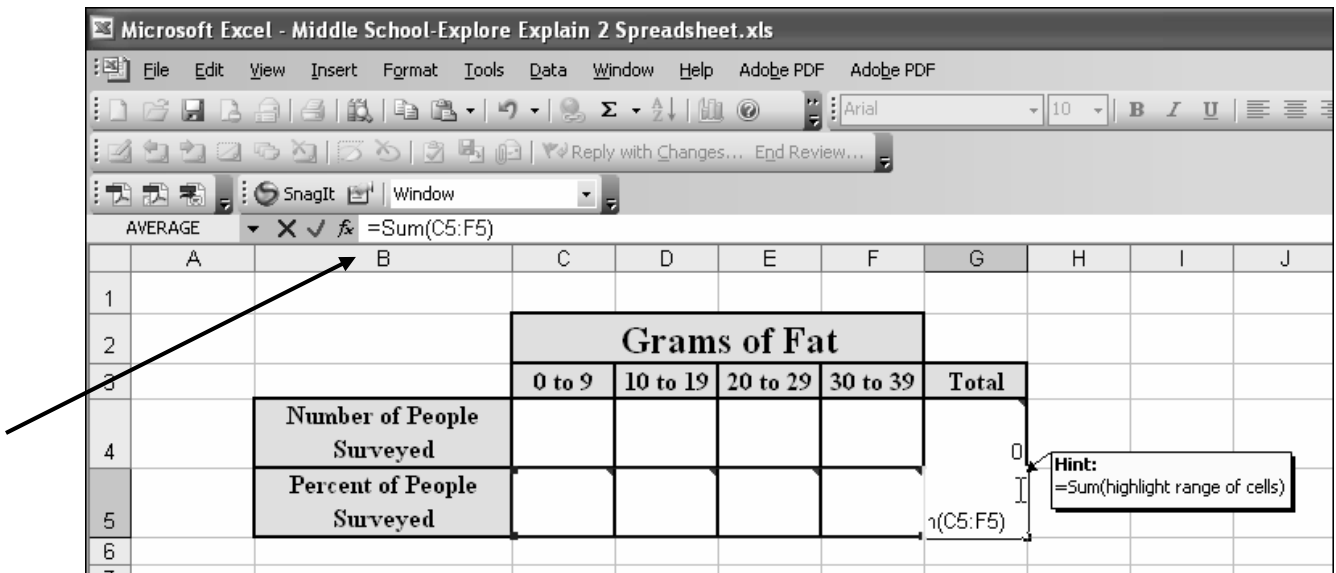 Microsoft Excel - Middle School-Explore Explain 2 Spreadsheet.xls
File Edit View Insert Format Tools Data Window Help Adobe PDF Adobe PDF
Arial 10 B I U
Reply with Changes... End Review...
SnagIt Window
AVERAGE fx =Sum(C5:F5)
A B C D E F G H I J
1
2 Grams of Fat
3 0 to 9 10 to 19 20 to 29 30 to 39 Total
Number of People
4 Surveyed 0
Hint:
=Sum(highlight range of cells)
Percent of People
5 Surveyed (C5:F5)
6